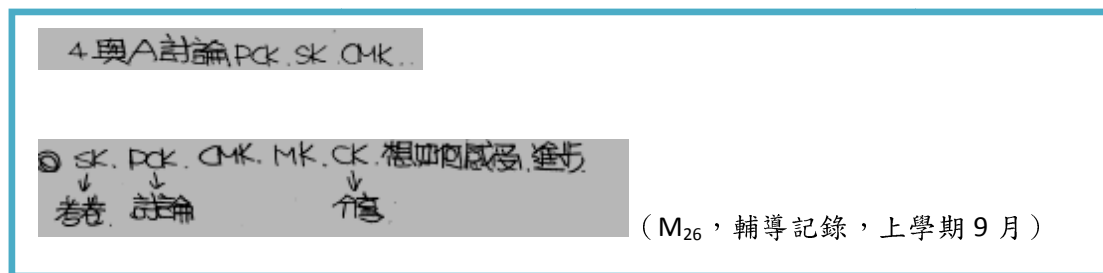 4.與A討論PCK.SK.CMK..
◎ SK. PCK. CMK. MK. CK.想如何感受.進步.
↓ ↓ ↓
考卷. 討論 介寫.
（M₂₆，輔導記錄，上學期 9 月）